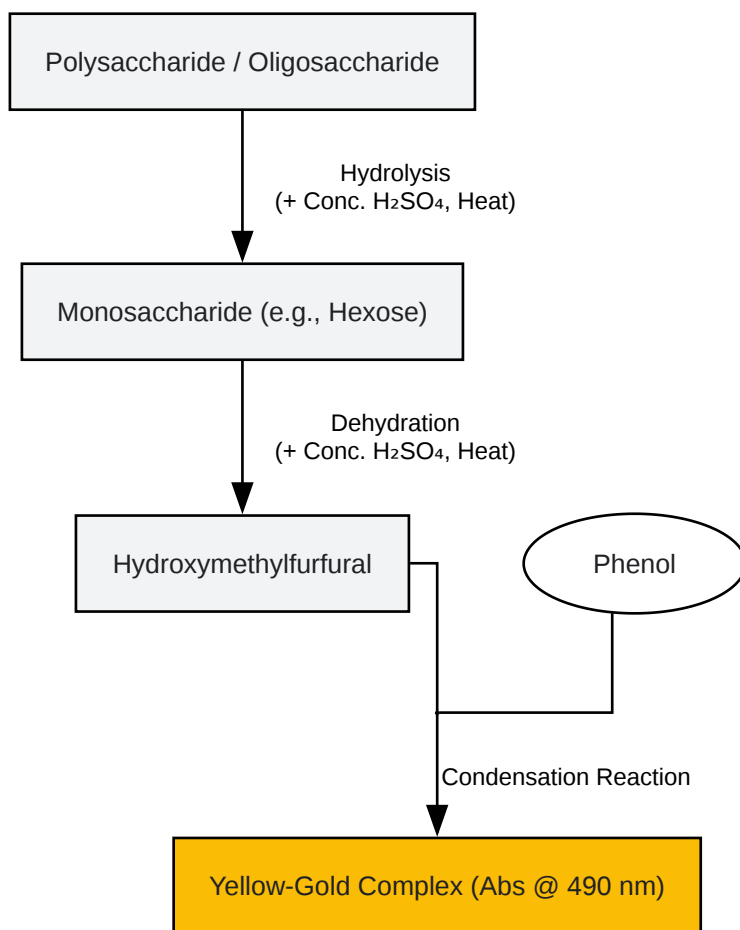 Polysaccharide / Oligosaccharide
Hydrolysis
(+ Conc. H₂SO₄, Heat)
Monosaccharide (e.g., Hexose)
Dehydration
(+ Conc. H₂SO₄, Heat)
Hydroxymethylfurfural
Phenol
Condensation Reaction
Yellow-Gold Complex (Abs @ 490 nm)